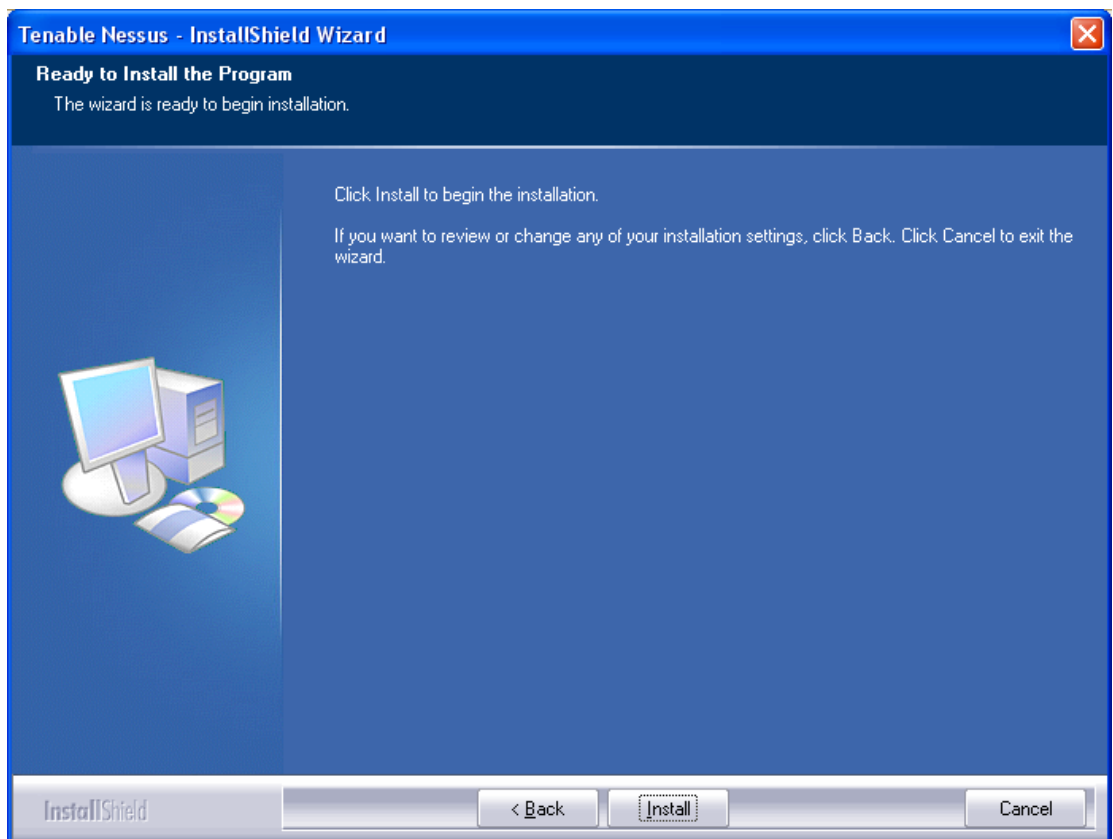 Tenable Nessus - InstallShield Wizard
Ready to Install the Program
The wizard is ready to begin installation.
Click Install to begin the installation.
If you want to review or change any of your installation settings, click Back. Click Cancel to exit the
wizard.
InstallShield
< Back
Install
Cancel